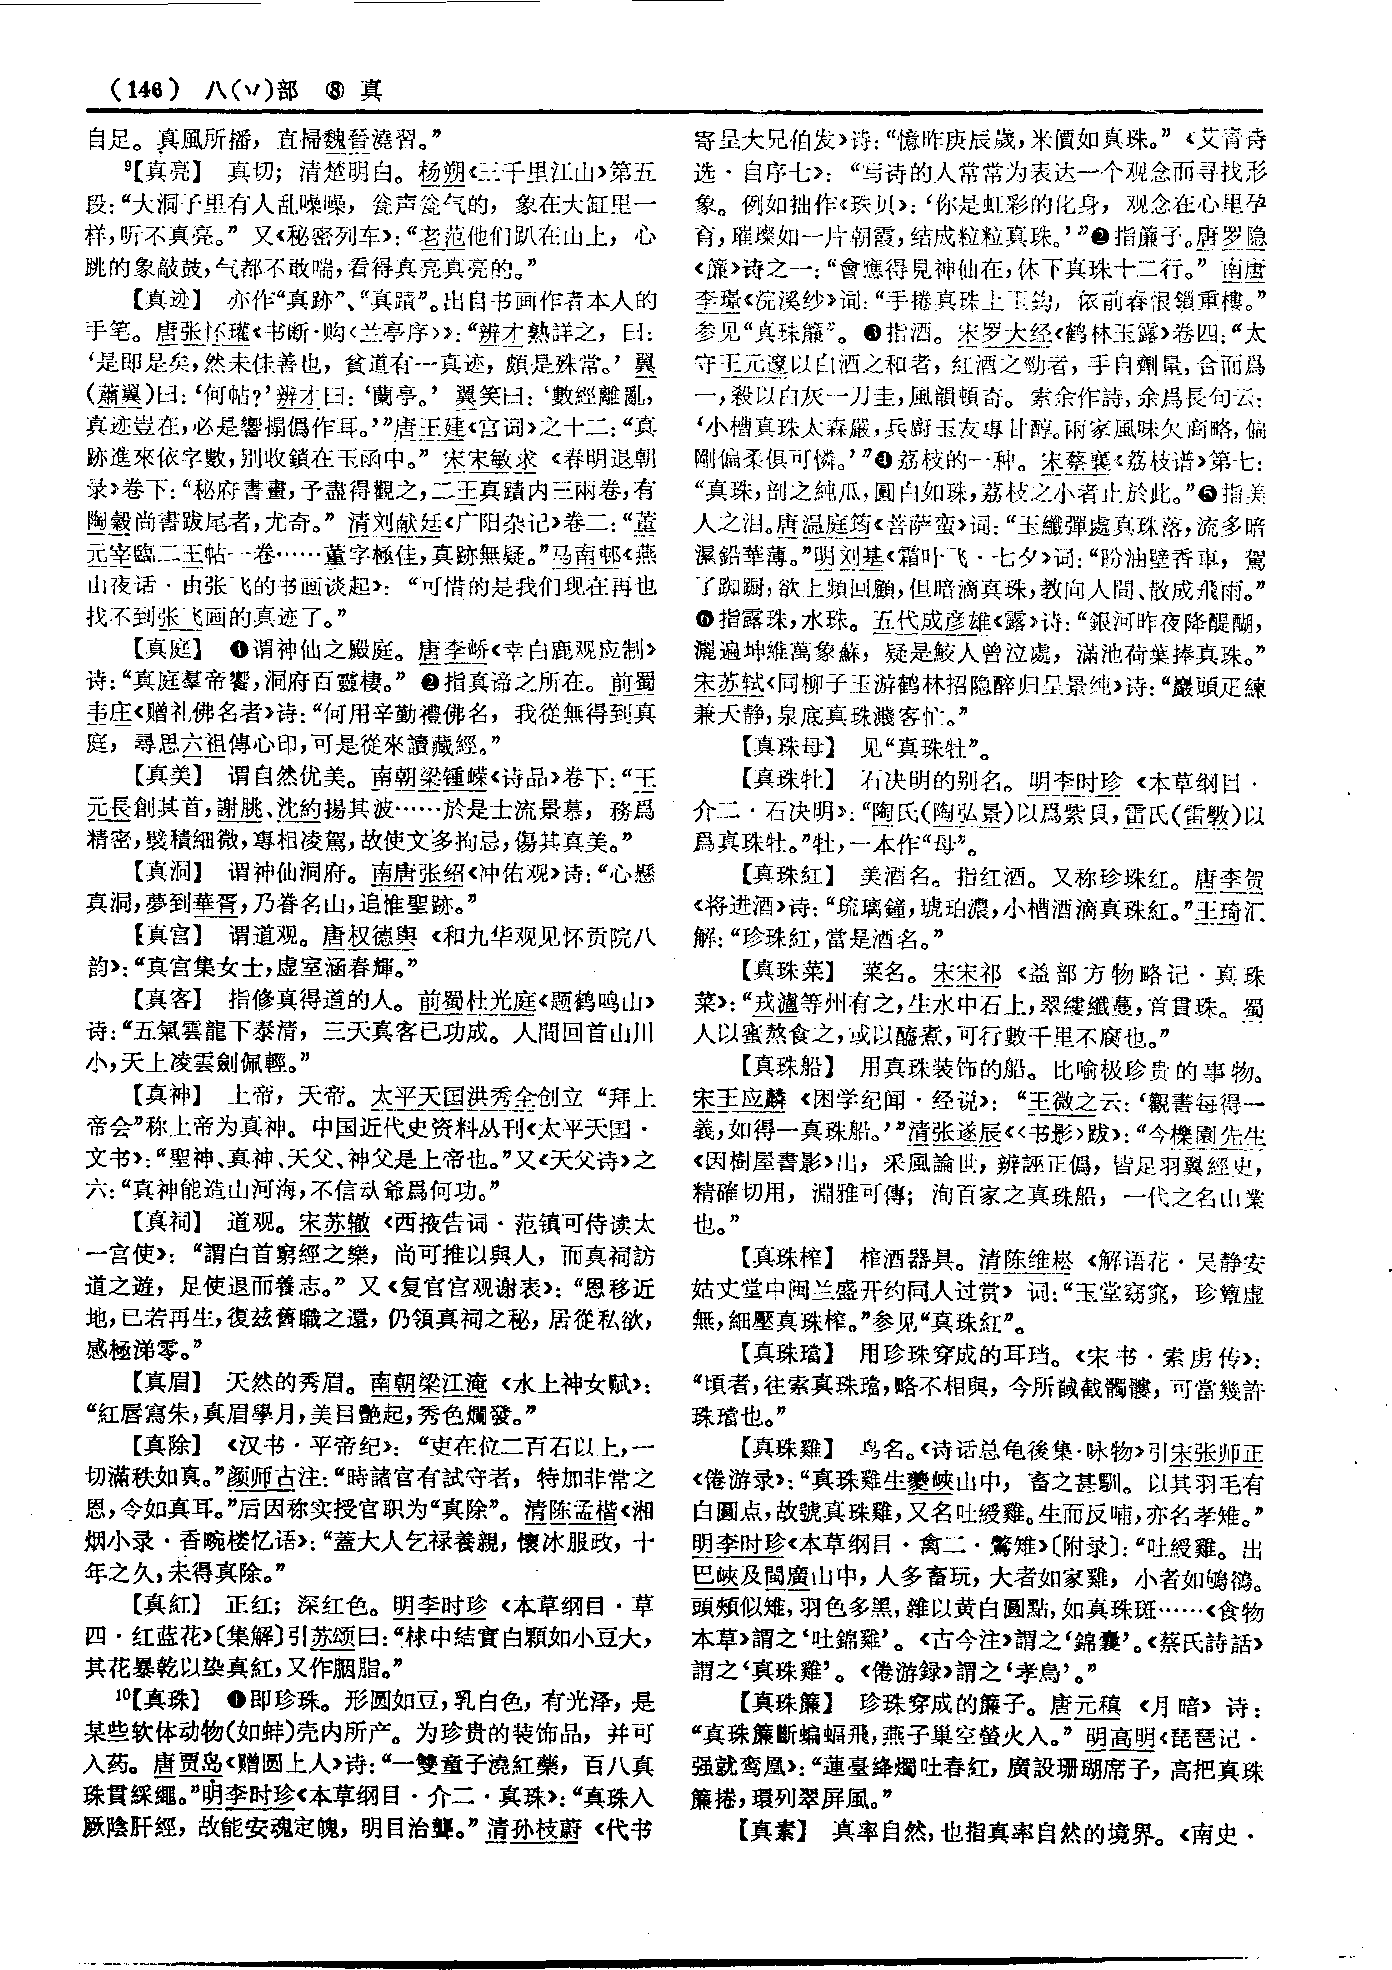 (146) 八(丷)部 ⑧ 真
自足。真風所播，直掃魏晉澆習。”
⁹【真亮】 真切；清楚明白。杨朔《三千里江山》第五
段：“大洞子里有人乱嗓嗓，瓮声瓮气的，象在大缸里一
样，听不真亮。”又《秘密列车》：“老范他们趴在山上，心
跳的象敲鼓，气都不敢喘，看得真亮真亮的。”
【真迹】 亦作“真跡”、“真蹟”。出自书画作者本人的
手笔。唐张怀瓘《书断·购〈兰亭序〉》：“辨才熟詳之，曰：
‘是即是矣，然未佳善也，貧道有一真迹，頗是殊常。’翼
(蕭翼)曰：‘何帖？’辨才曰：‘蘭亭。’翼笑曰：‘數經離亂，
真迹豈在，必是響搨僞作耳。’”唐王建《宫词》之十二：“真
跡進來依字數，别收鎖在玉函中。”宋宋敏求《春明退朝
录》卷下：“秘府書畫，予盡得觀之，二王真蹟内三兩卷，有
陶穀尚書跋尾者，尤奇。”清刘献廷《广阳杂记》卷二：“董
元宰臨二王帖一卷……董字極佳，真跡無疑。”马南邨《燕
山夜话·由张飞的书画谈起》：“可惜的是我们现在再也
找不到张飞画的真迹了。”
【真庭】 ❶谓神仙之殿庭。唐李峤《幸白鹿观应制》
诗：“真庭羣帝饗，洞府百靈棲。”❷指真谛之所在。前蜀
韦庄《赠礼佛名者》诗：“何用辛勤禮佛名，我從無得到真
庭，尋思六祖傳心印，可是從來讀藏經。”
【真美】 谓自然优美。南朝梁锺嵘《诗品》卷下：“王
元長創其首，謝朓、沈約揚其波……於是士流景慕，務爲
精密，襞積細微，專相凌駕，故使文多拘忌，傷其真美。”
【真洞】 谓神仙洞府。南唐张绍《冲佑观》诗：“心懸
真洞，夢到華胥，乃眷名山，追惟聖跡。”
【真宫】 谓道观。唐权德舆《和九华观见怀贡院八
韵》：“真宫集女士，虚室涵春輝。”
【真客】 指修真得道的人。前蜀杜光庭《题鹤鸣山》
诗：“五氣雲龍下泰清，三天真客已功成。人間回首山川
小，天上凌雲劍佩輕。”
【真神】 上帝，天帝。太平天国洪秀全创立“拜上
帝会”称上帝为真神。中国近代史资料丛刊《太平天国·
文书》：“聖神、真神、天父、神父是上帝也。”又《天父诗》之
六：“真神能造山河海，不信认爺爲何功。”
【真祠】 道观。宋苏辙《西掖告词·范镇可侍读太
一宫使》：“謂白首窮經之樂，尚可推以與人，而真祠訪
道之遊，足使退而養志。”又《复官宫观谢表》：“恩移近
地，已若再生，復兹舊職之還，仍領真祠之秘，居從私欲，
感極涕零。”
【真眉】 天然的秀眉。南朝梁江淹《水上神女赋》：
“紅唇寫朱，真眉學月，美目艷起，秀色爛發。”
【真除】 《汉书·平帝纪》：“吏在位二百石以上，一
切滿秩如真。”颜师古注：“時諸官有試守者，特加非常之
恩，令如真耳。”后因称实授官职为“真除”。清陈孟楷《湘
烟小录·香畹楼忆语》：“蓋大人乞禄養親，懷冰服政，十
年之久，未得真除。”
【真紅】 正红；深红色。明李时珍《本草纲目·草
四·红蓝花》〔集解〕引苏颂曰：“梂中結實白顆如小豆大，
其花暴乾以染真紅，又作胭脂。”
¹⁰【真珠】 ❶即珍珠。形圆如豆，乳白色，有光泽，是
某些软体动物(如蚌)壳内所产。为珍贵的装饰品，并可
入药。唐贾岛《赠圆上人》诗：“一雙童子澆紅藥，百八真
珠貫綵繩。”明李时珍《本草纲目·介二·真珠》：“真珠入
厥陰肝經，故能安魂定魄，明目治聾。”清孙枝蔚《代书
寄呈大兄伯发》诗：“憶昨庚辰歲，米價如真珠。”《艾青诗
选·自序七》：“写诗的人常常为表达一个观念而寻找形
象。例如拙作《珠贝》：‘你是虹彩的化身，观念在心里孕
育，璀璨如一片朝霞，结成粒粒真珠。’”❷指簾子。唐罗隐
《簾》诗之一：“會應得見神仙在，休下真珠十二行。”南唐
李璟《浣溪纱》词：“手捲真珠上玉鈎，依前春恨鎖重樓。”
参见“真珠簾”。❸指酒。宋罗大经《鹤林玉露》卷四：“太
守王元邃以白酒之和者，紅酒之勁者，手自劑量，合而爲
一，殺以白灰一刀圭，風韻頓奇。索余作詩，余爲長句云：
‘小槽真珠太森嚴，兵廚玉友專甘醇。兩家風味欠商略，偏
剛偏柔俱可憐。’”❹荔枝的一种。宋蔡襄《荔枝谱》第七：
“真珠，剖之純瓜，圓白如珠，荔枝之小者止於此。”❺指美
人之泪。唐温庭筠《菩萨蛮》词：“玉纖彈處真珠落，流多暗
濕鉛華薄。”明刘基《霜叶飞·七夕》词：“盼油壁香車，駕
了踟蹰，欲上頻回顧，但暗滴真珠，教向人間、散成飛雨。”
❻指露珠，水珠。五代成彦雄《露》诗：“銀河昨夜降醍醐，
灑遍坤維萬象蘇，疑是鮫人曾泣處，滿池荷葉捧真珠。”
宋苏轼《同柳子玉游鹤林招隐醉归呈景纯》诗：“巖頭疋練
兼天静，泉底真珠濺客忙。”
【真珠母】 见“真珠牡”。
【真珠牡】 石决明的别名。明李时珍《本草纲目·
介二·石决明》：“陶氏(陶弘景)以爲紫貝，雷氏(雷斅)以
爲真珠牡。”牡，一本作“母”。
【真珠紅】 美酒名。指红酒。又称珍珠红。唐李贺
《将进酒》诗：“琉璃鐘，琥珀濃，小槽酒滴真珠紅。”王琦汇
解：“珍珠紅，當是酒名。”
【真珠菜】 菜名。宋宋祁《益部方物略记·真珠
菜》：“戎瀘等州有之，生水中石上，翠縷纖蔓，首貫珠。蜀
人以蜜熬食之，或以醯煮，可行數千里不腐也。”
【真珠船】 用真珠装饰的船。比喻极珍贵的事物。
宋王应麟《困学纪闻·经说》：“王微之云：‘觀書每得一
義，如得一真珠船。’”清张遂辰《〈书影〉跋》：“今櫟園先生
《因樹屋書影》出，采風論世，辨誣正僞，皆足羽翼經史，
精確切用，淵雅可傳；洵百家之真珠船，一代之名山業
也。”
【真珠榨】 榨酒器具。清陈维崧《解语花·吴静安
姑丈堂中闽兰盛开约同人过赏》词：“玉堂窈窕，珍簟虚
無，細壓真珠榨。”参见“真珠紅”。
【真珠璫】 用珍珠穿成的耳珰。《宋书·索虏传》：
“頃者，往索真珠璫，略不相與，今所馘截髑髏，可當幾許
珠璫也。”
【真珠雞】 鸟名。《诗话总龟後集·咏物》引宋张师正
《倦游录》：“真珠雞生夔峽山中，畜之甚馴。以其羽毛有
白圓点，故號真珠雞，又名吐綬雞。生而反哺，亦名孝雉。”
明李时珍《本草纲目·禽二·鷩雉》〔附录〕：“吐綬雞。出
巴峽及閩廣山中，人多畜玩，大者如家雞，小者如鴝鵒。
頭頰似雉，羽色多黑，雜以黄白圓點，如真珠斑……《食物
本草》謂之‘吐錦雞’。《古今注》謂之‘錦囊’。《蔡氏詩話》
謂之‘真珠雞’。《倦游録》謂之‘孝鳥’。”
【真珠簾】 珍珠穿成的簾子。唐元稹《月暗》诗：
“真珠簾斷蝙蝠飛，燕子巢空螢火入。”明高明《琵琶记·
强就鸾凰》：“蓮臺絳燭吐春紅，廣設珊瑚席子，高把真珠
簾捲，環列翠屏風。”
【真素】 真率自然，也指真率自然的境界。《南史·